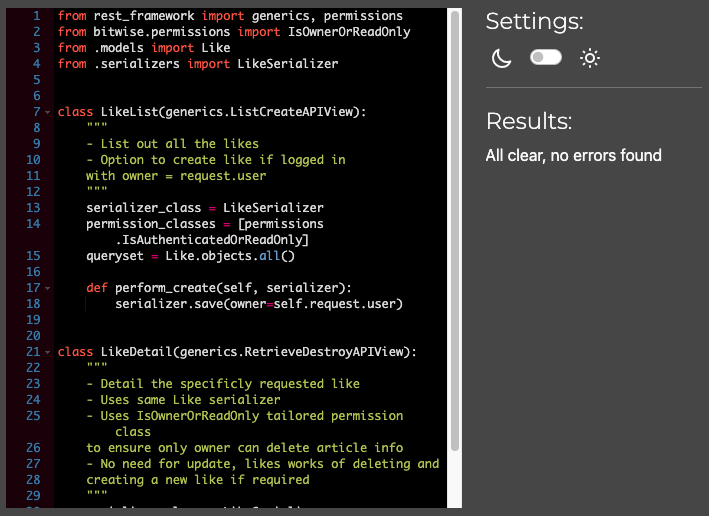 1 from rest_framework import generics, permissions
2 from bitwise.permissions import IsOwnerOrReadOnly
3 from .models import Like
4 from .serializers import LikeSerializer
5
6
7 class LikeList(generics.ListCreateAPIView):
8 """
9 - List out all the likes
10 - Option to create like if logged in
11 with owner = request.user
12 """
13 serializer_class = LikeSerializer
14 permission_classes = [permissions
.IsAuthenticatedOrReadOnly]
15 queryset = Like.objects.all()
16
17 def perform_create(self, serializer):
18 serializer.save(owner=self.request.user)
19
20
21 class LikeDetail(generics.RetrieveDestroyAPIView):
22 """
23 - Detail the specificly requested like
24 - Uses same Like serializer
25 - Uses IsOwnerOrReadOnly tailored permission
class
26 to ensure only owner can delete article info
27 - No need for update, likes works of deleting and
28 creating a new like if required
29 """
Settings:
Results:
All clear, no errors found